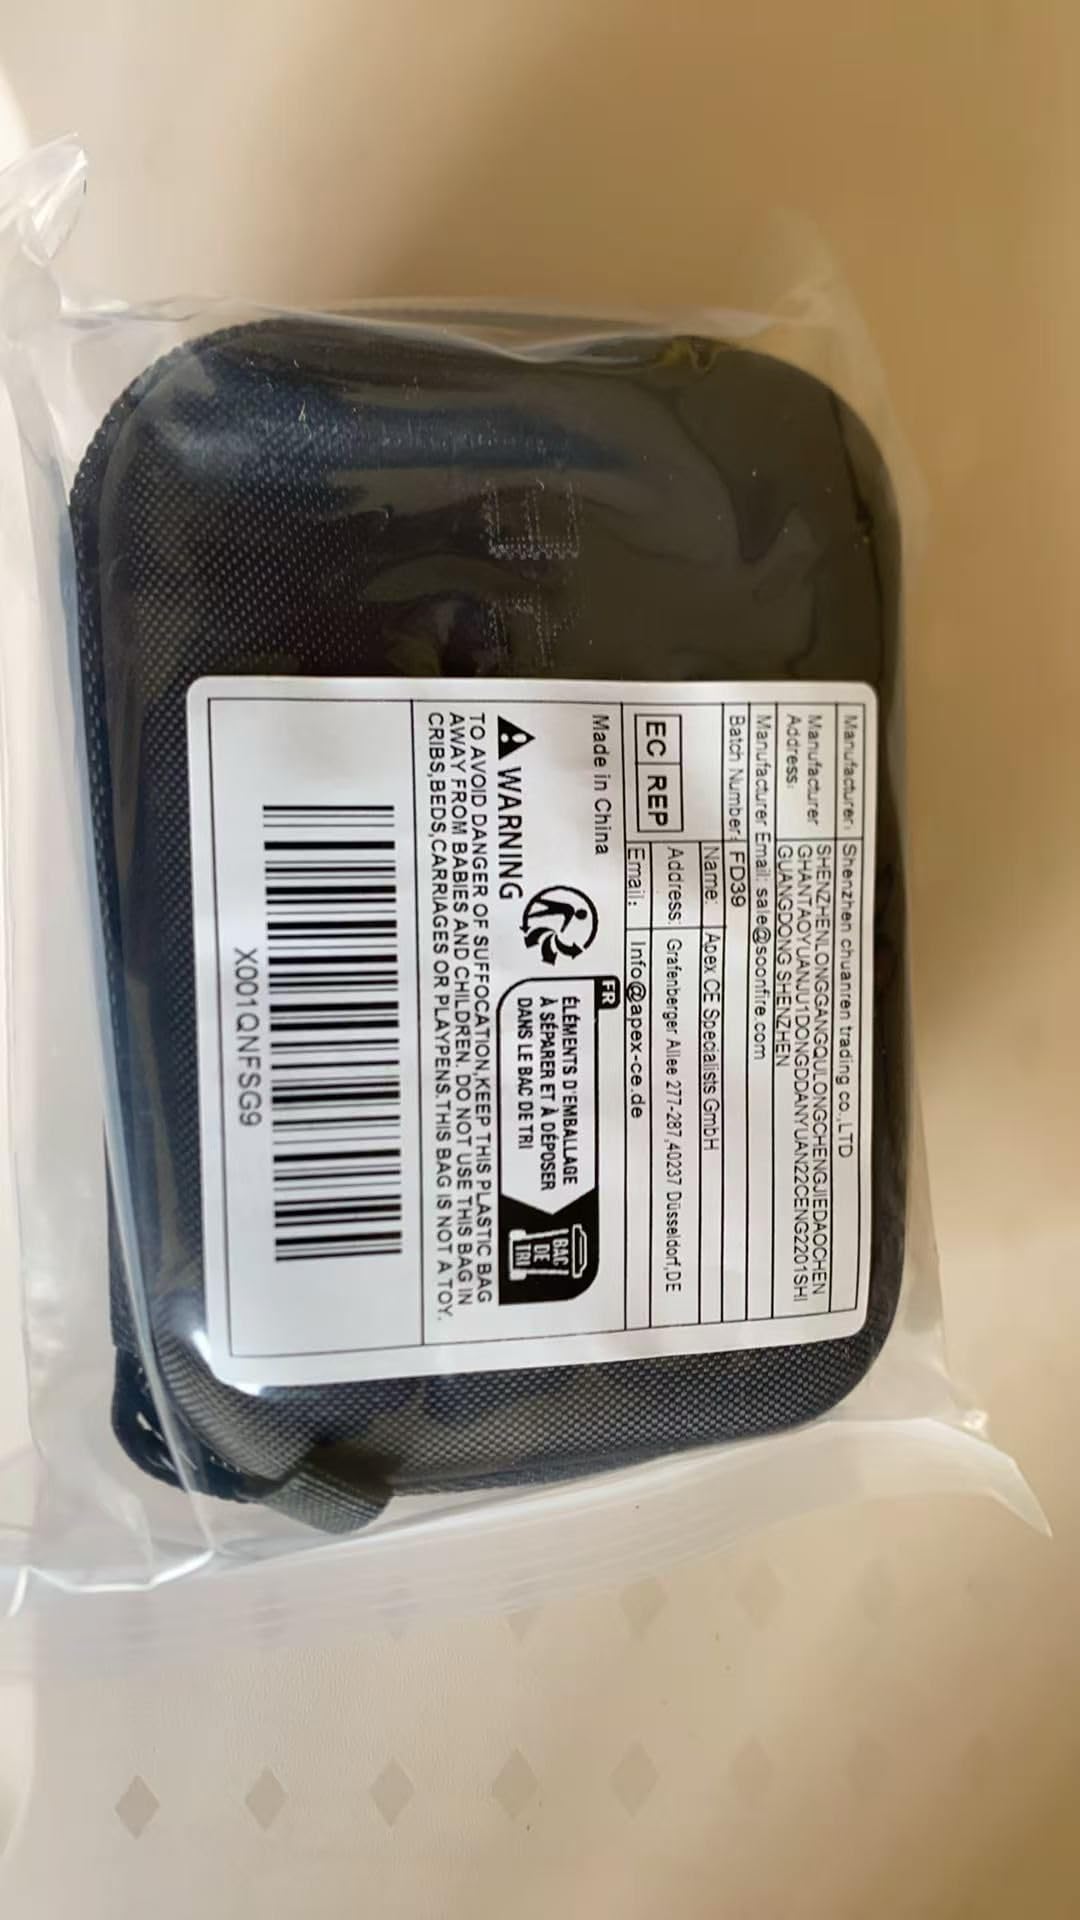 Manufacturer: Shenzhen chuanren trading co.,LTD
Manufacturer Address: SHENZHENLONGGANGQULONGCHENGJIEDAOCHEN
GHANTAOYUANJU1DONGDDANYUAN22CENG2201SHI
GUANGDONG SHENZHEN
Manufacturer Email: sale@soonfire.com
Batch Number: FD39
EC REP
Name: Apex CE Specialists GmbH
Address: Grafenberger Allee 277-287,40237 Düsseldorf,DE
Email: Info@apex-ce.de
Made in China
FR
ÉLÉMENTS D'EMBALLAGE
À SÉPARER ET À DÉPOSER
DANS LE BAC DE TRI
BAC
DE
TRI
WARNING
TO AVOID DANGER OF SUFFOCATION,KEEP THIS PLASTIC BAG
AWAY FROM BABIES AND CHILDREN. DO NOT USE THIS BAG IN
CRIBS,BEDS,CARRIAGES OR PLAYPENS.THIS BAG IS NOT A TOY.
X001QNFSG9